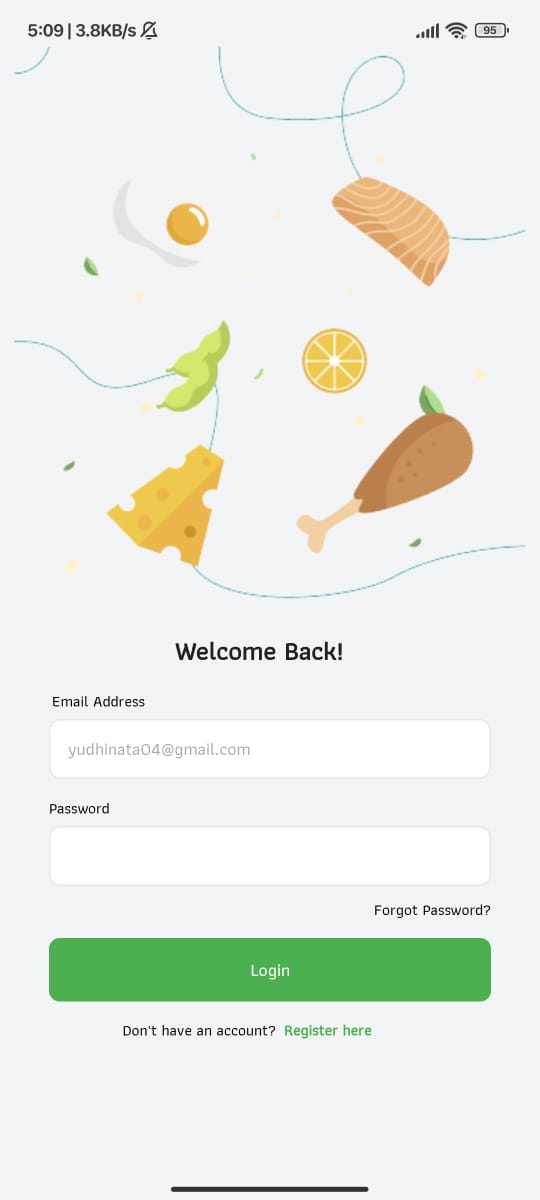 5:09 | 3.8KB/s
95
Welcome Back!
Email Address
yudhinata04@gmail.com
Password
Forgot Password?
Login
Don't have an account? Register here